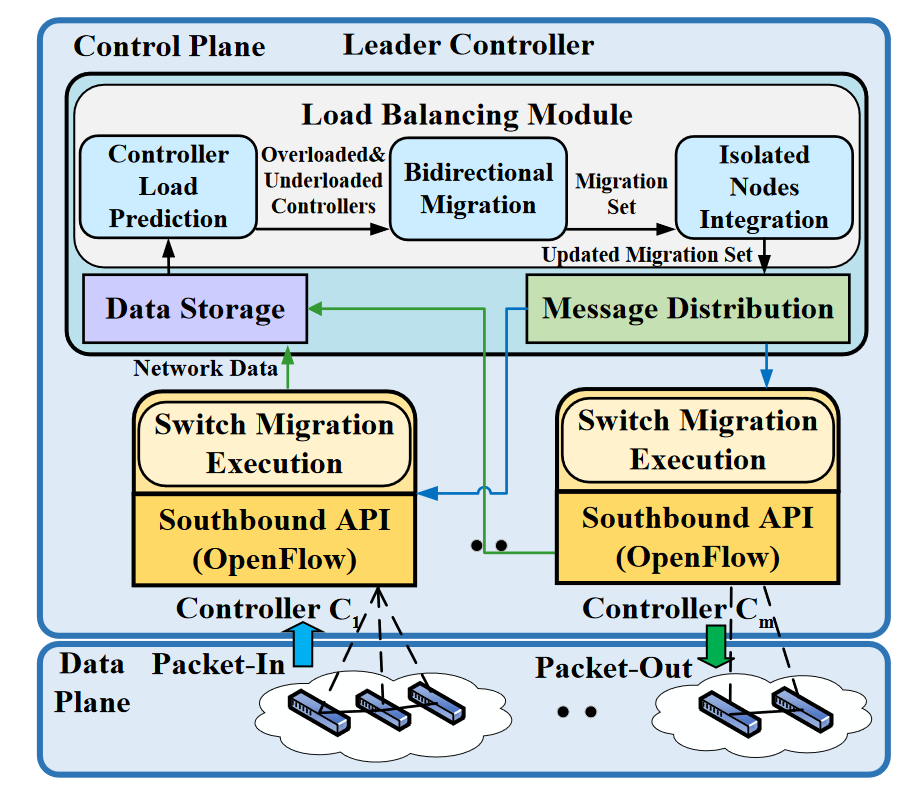 Control Plane
Leader Controller
Load Balancing Module
Controller
Load
Prediction
Overloaded&
Underloaded
Controllers
Bidirectional
Migration
Migration
Set
Isolated
Nodes
Integration
Updated Migration Set
Data Storage
Message Distribution
Network Data
Switch Migration
Execution
Southbound API
(OpenFlow)
Controller C1
Switch Migration
Execution
Southbound API
(OpenFlow)
Controller Cm
Data
Plane
Packet-In
Packet-Out